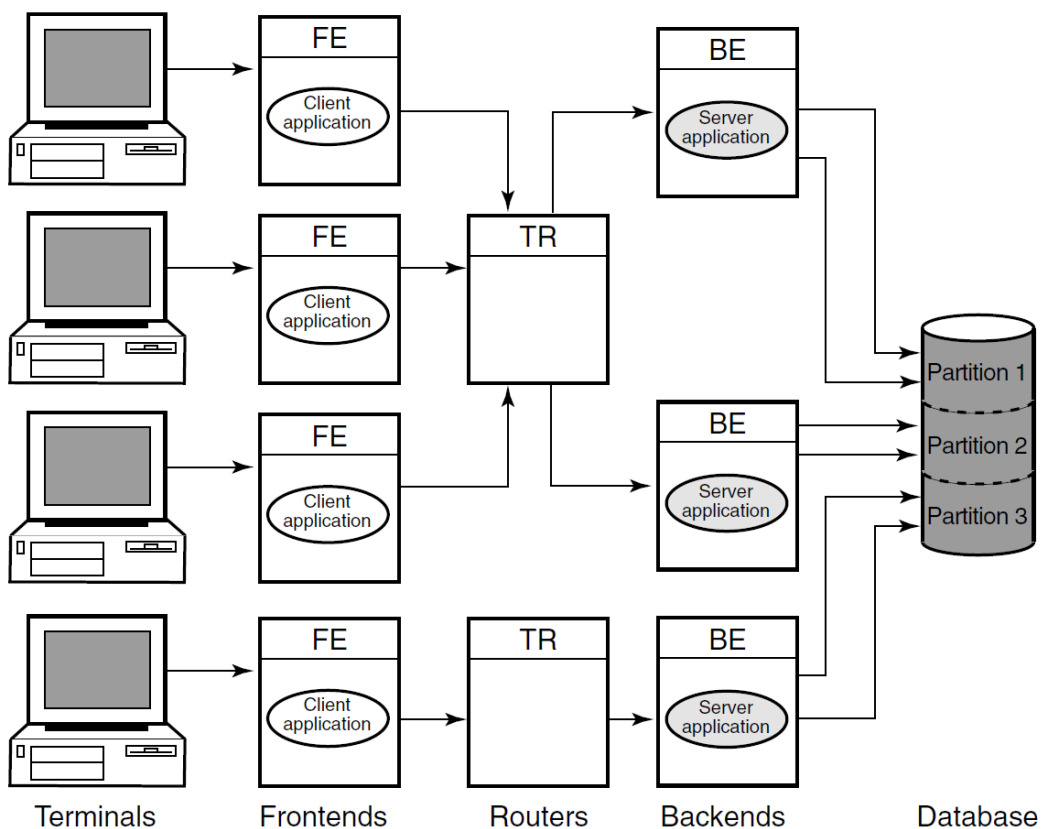 FE
Client
application
BE
Server
application
FE
Client
application
TR
Partition 1
Partition 2
Partition 3
FE
Client
application
BE
Server
application
FE
Client
application
TR
BE
Server
application
Terminals
Frontends
Routers
Backends
Database